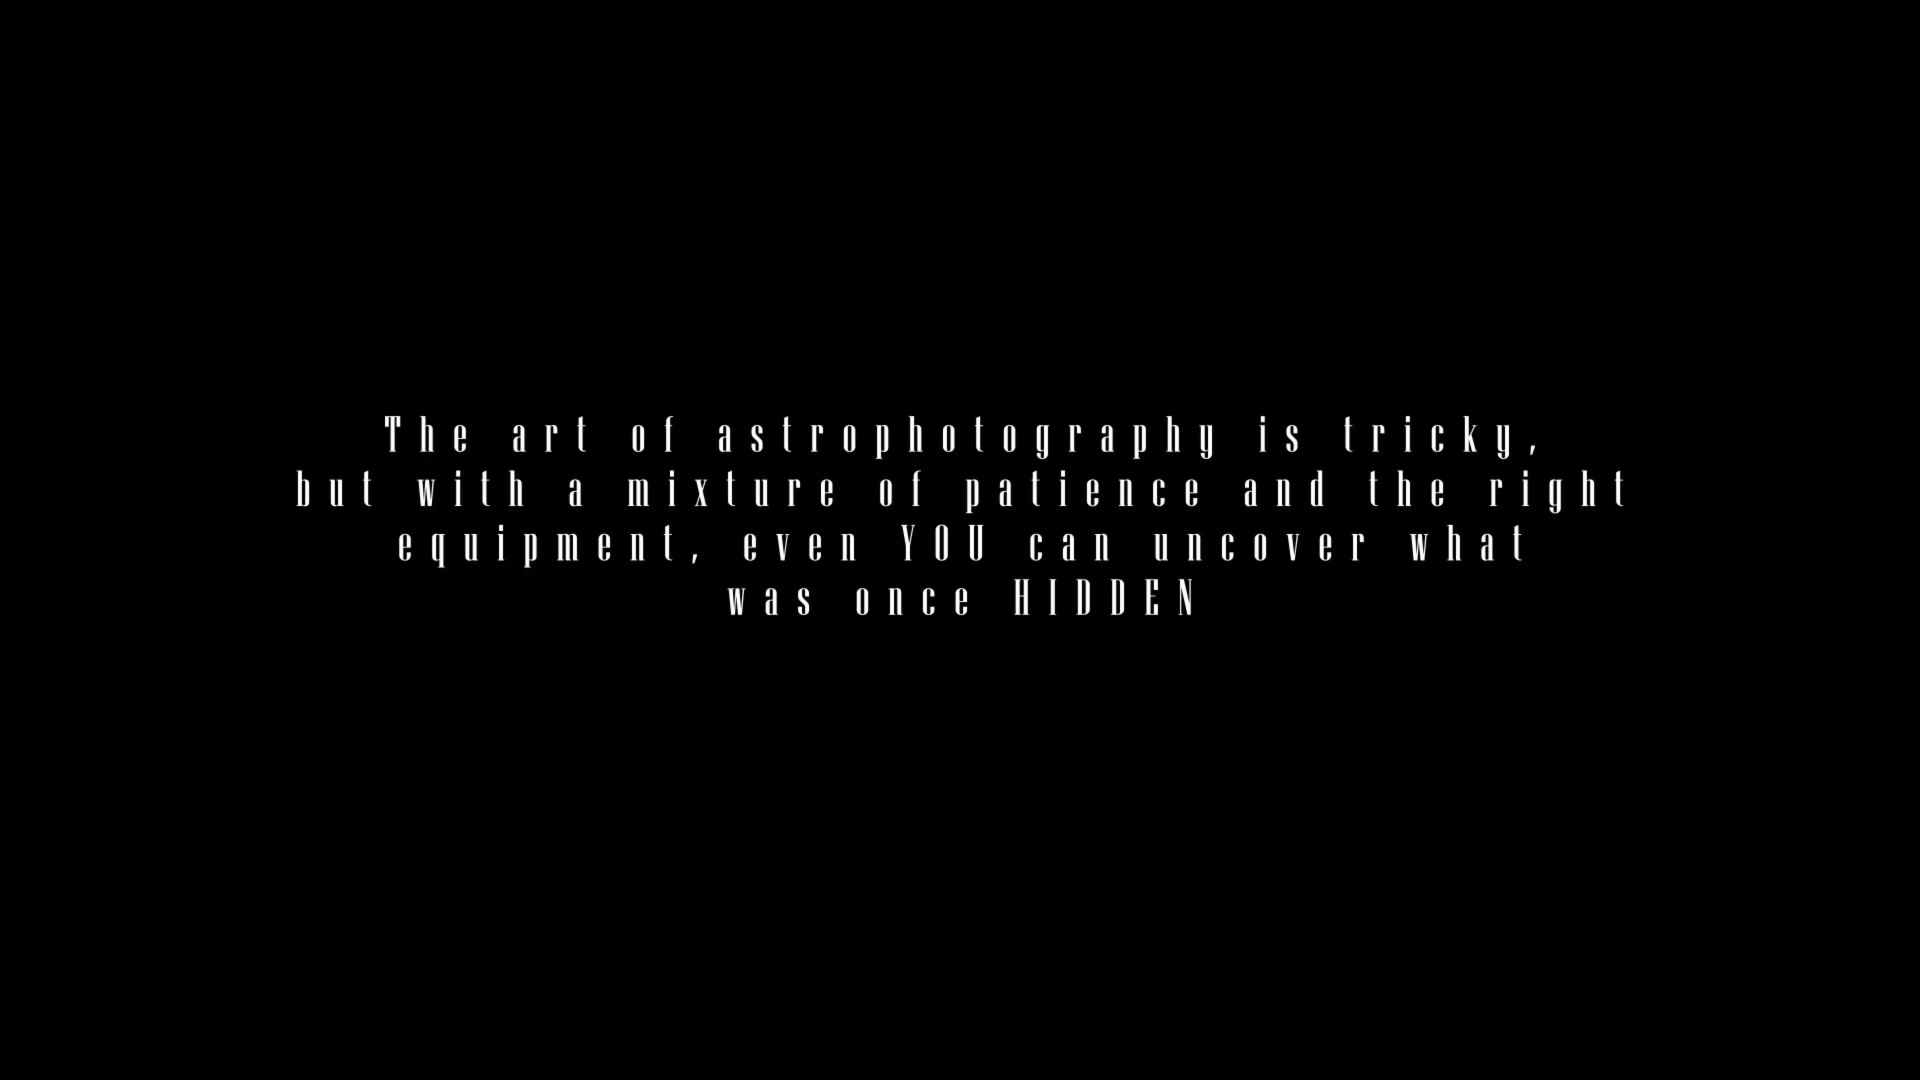 The art of astrophotography is tricky,
but with a mixture of patience and the right
equipment, even YOU can uncover what
was once HIDDEN